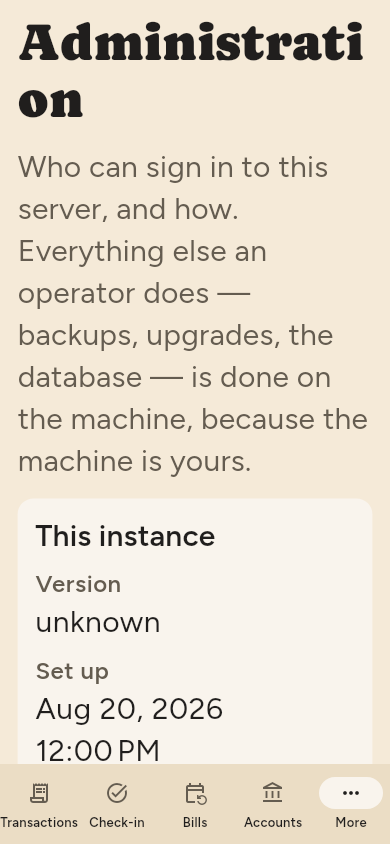 Administrati
on
Who can sign in to this
server, and how.
Everything else an
operator does —
backups, upgrades, the
database — is done on
the machine, because the
machine is yours.
This instance
Version
unknown
Set up
Aug 20, 2026
12:00 PM
Transactions
Check-in
Bills
Accounts
More